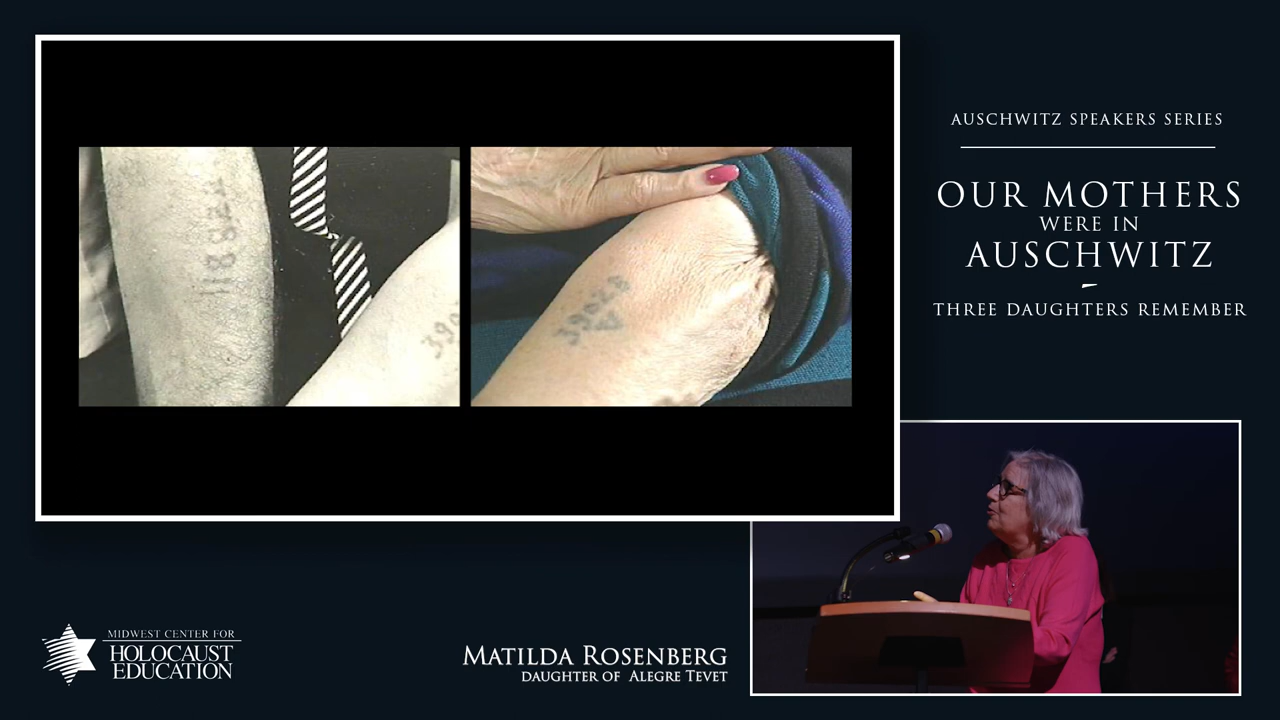 39023
AUSCHWITZ SPEAKERS SERIES
OUR MOTHERS
WERE IN
AUSCHWITZ
-
THREE DAUGHTERS REMEMBER
MIDWEST CENTER FOR
HOLOCAUST
EDUCATION
MATILDA ROSENBERG
DAUGHTER OF ALEGRE TEVET